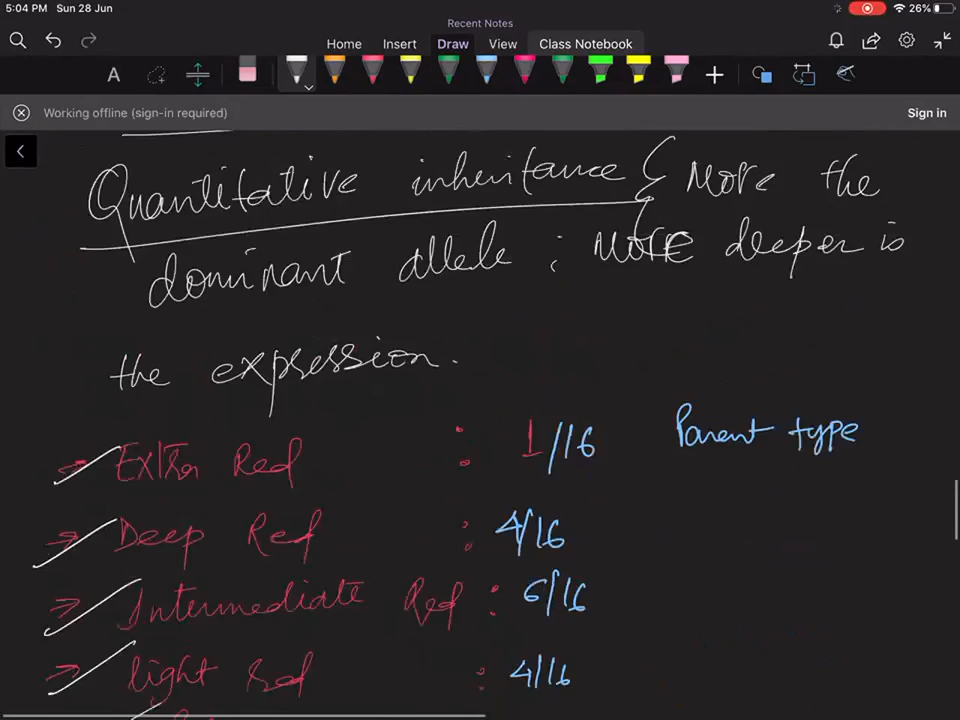 5:04 PM Sun 28 Jun
26%
Recent Notes
Home Insert Draw View Class Notebook
A
Working offline (sign-in required) Sign in
Quantitative inheritance { More the
dominant allele ; more deeper is
the expression.
→ Extra Red : 1/16 Parent type
→ Deep Red : 4/16
→ Intermediate Red : 6/16
→ light Red : 4/16